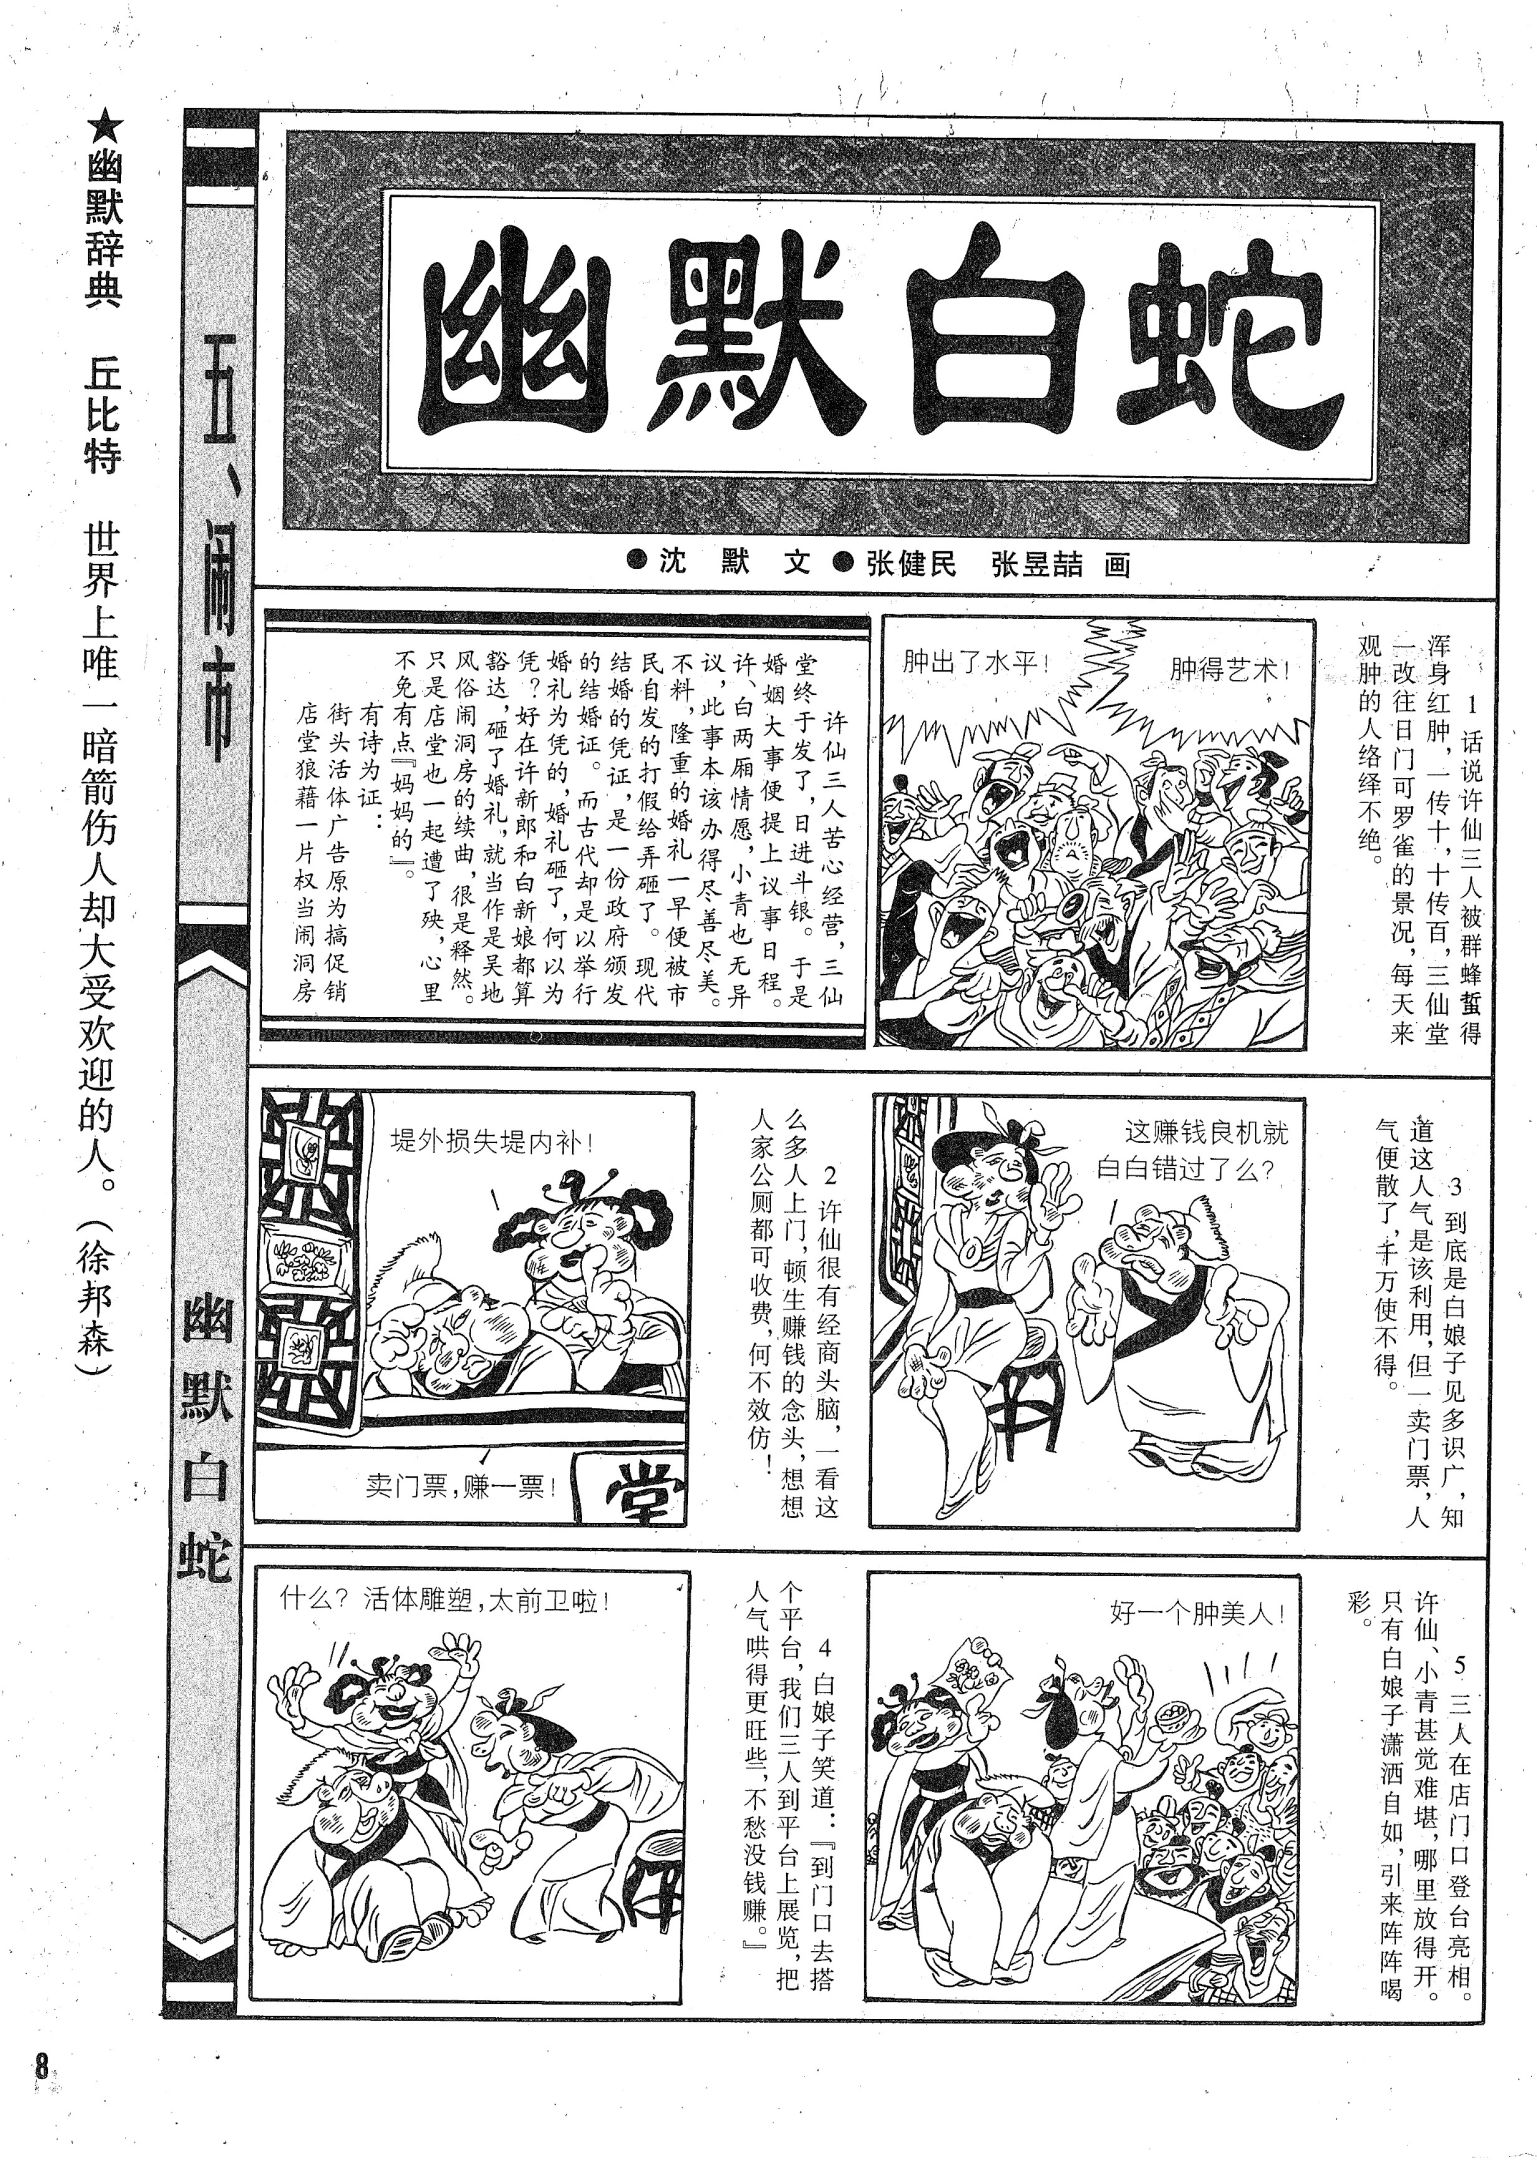 ★幽默辞典　丘比特　世界上唯一暗箭伤人却大受欢迎的人。(徐邦森)
五、闹市
幽默白蛇
幽默白蛇
●沈　默　文●张健民　张昱喆　画
许仙三人苦心经营，三仙
堂终于发了，日进斗银。于是
婚姻大事便提上议事日程。
许、白两厢情愿，小青也无异
议，此事本该办得尽善尽美。
不料，隆重的婚礼一早便被市
民自发的打假给弄砸了。现代
结婚的凭证，是一份政府颁发
的结婚证。而古代却是以举行
婚礼为凭的，婚礼砸了，何以为
凭？好在许新郎和白新娘都算
豁达，砸了婚礼，就当作是吴地
风俗闹洞房的续曲，很是释然。
只是店堂也一起遭了殃，心里
不免有点『妈妈的』。
有诗为证：
街头活体广告原为搞促销
店堂狼藉一片权当闹洞房
肿出了水平！
肿得艺术！
1 话说许仙三人被群蜂蜇得
浑身红肿，一传十，十传百，三仙堂
一改往日门可罗雀的景况，每天来
观肿的人络绎不绝。
堤外损失堤内补！
卖门票，赚一票！
堂
2 许仙很有经商头脑，一看这
么多人上门，顿生赚钱的念头，想想
人家公厕都可收费，何不效仿！
这赚钱良机就
白白错过了么？
3 到底是白娘子见多识广，知
道这人气是该利用，但一卖门票，人
气便散了，千万使不得。
什么？活体雕塑，太前卫啦！
4 白娘子笑道：『到门口去搭
个平台，我们三人到平台上展览，把
人气哄得更旺些，不愁没钱赚。』
好一个肿美人！
5 三人在店门口登台亮相。
许仙、小青甚觉难堪，哪里放得开。
只有白娘子潇洒自如，引来阵阵喝
彩。
8